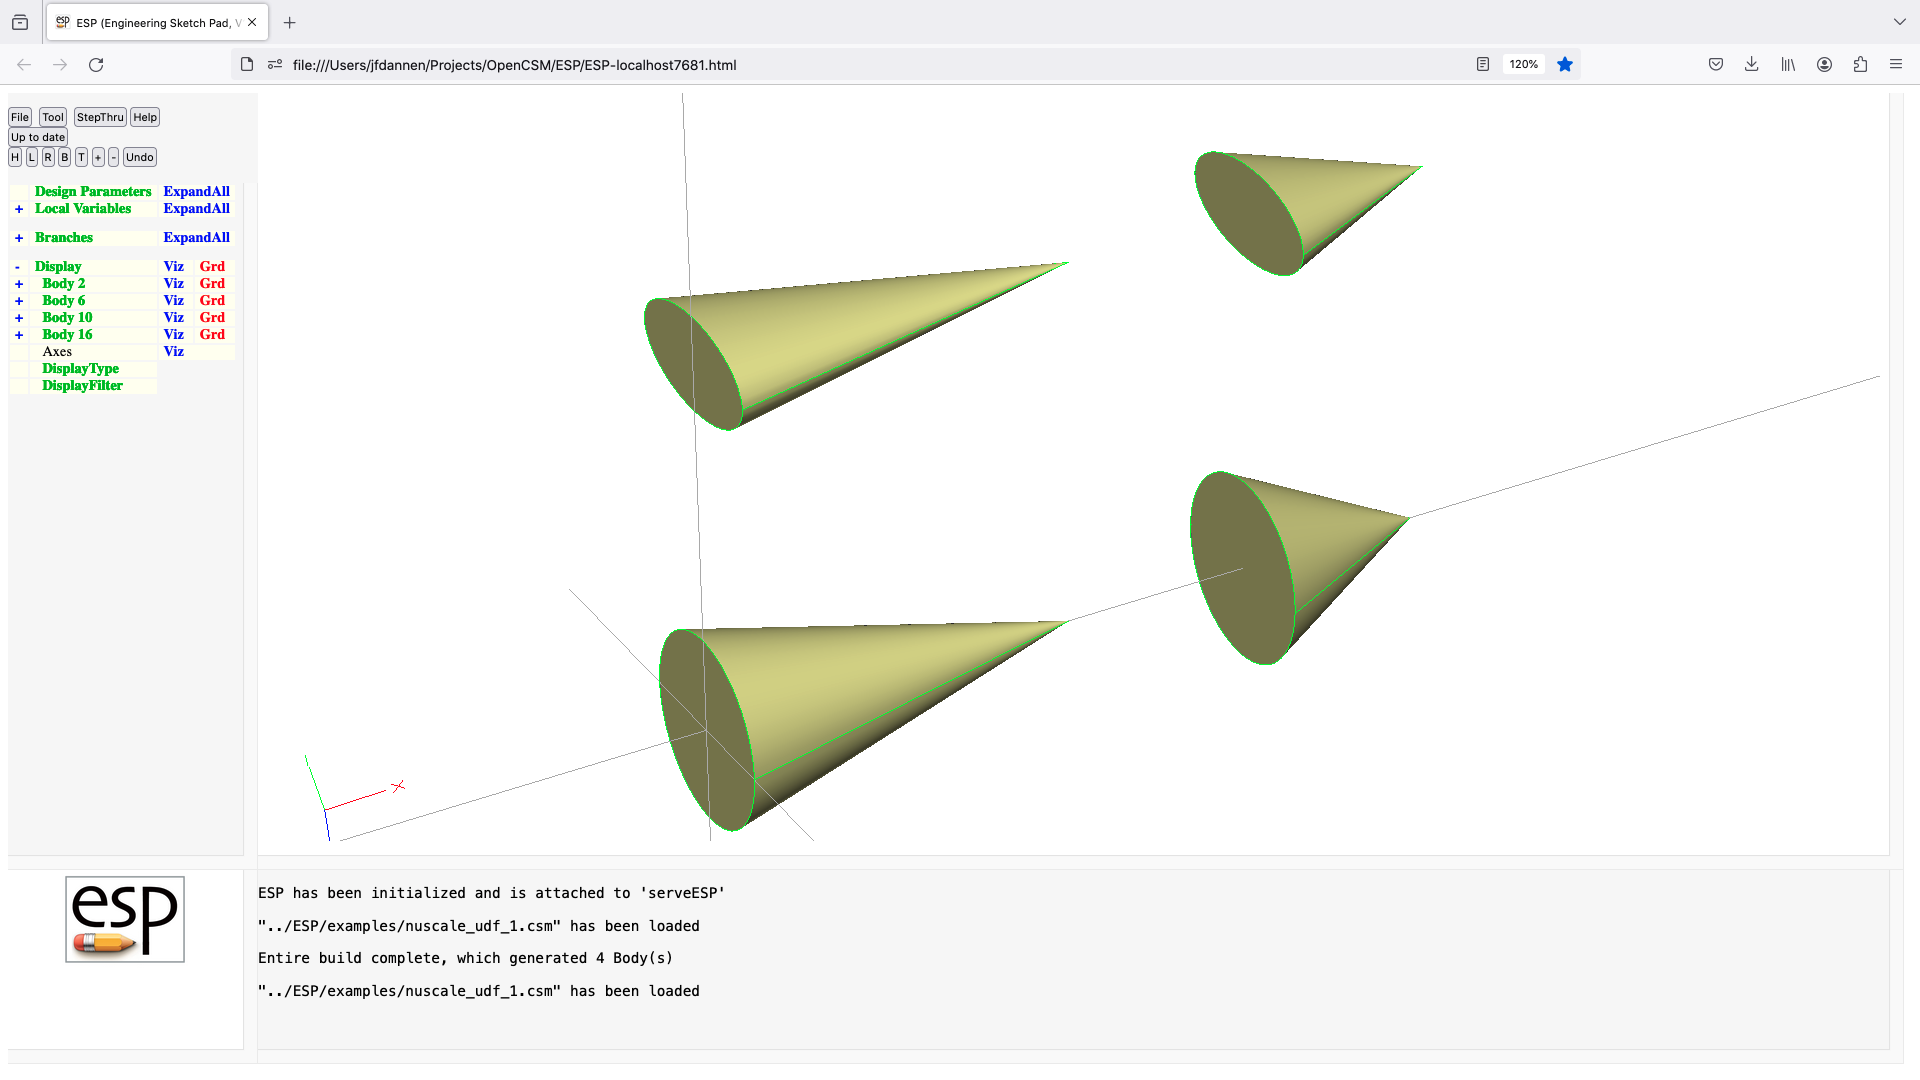 ESP (Engineering Sketch Pad, V
file:///Users/jfdannen/Projects/OpenCSM/ESP/ESP-localhost7681.html
120%
File Tool StepThru Help
Up to date
H L R B T + - Undo
Design Parameters ExpandAll
+ Local Variables ExpandAll
+ Branches ExpandAll
- Display Viz Grd
+ Body 2 Viz Grd
+ Body 6 Viz Grd
+ Body 10 Viz Grd
+ Body 16 Viz Grd
Axes Viz
DisplayType
DisplayFilter
X
esp
ESP has been initialized and is attached to 'serveESP'
"../ESP/examples/nuscale_udf_1.csm" has been loaded
Entire build complete, which generated 4 Body(s)
"../ESP/examples/nuscale_udf_1.csm" has been loaded